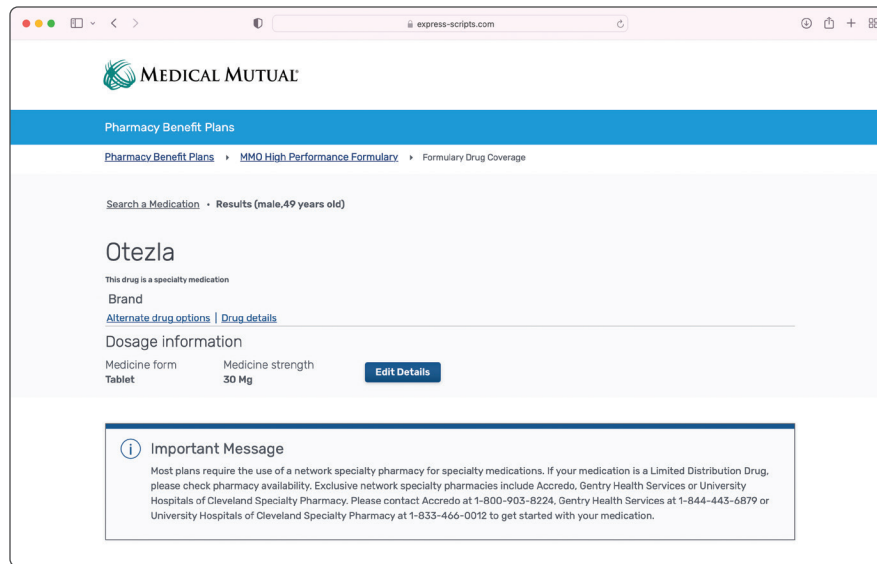 express-scripts.com
MEDICAL MUTUAL®
Pharmacy Benefit Plans
Pharmacy Benefit Plans MMO High Performance Formulary Formulary Drug Coverage
Search a Medication • Results (male,49 years old)
Otezla
This drug is a specialty medication
Brand
Alternate drug options | Drug details
Dosage information
Medicine form Medicine strength
Tablet 30 Mg
Edit Details
Important Message
Most plans require the use of a network specialty pharmacy for specialty medications. If your medication is a Limited Distribution Drug,
please check pharmacy availability. Exclusive network specialty pharmacies include Accredo, Gentry Health Services or University
Hospitals of Cleveland Specialty Pharmacy. Please contact Accredo at 1-800-903-8224, Gentry Health Services at 1-844-443-6879 or
University Hospitals of Cleveland Specialty Pharmacy at 1-833-466-0012 to get started with your medication.